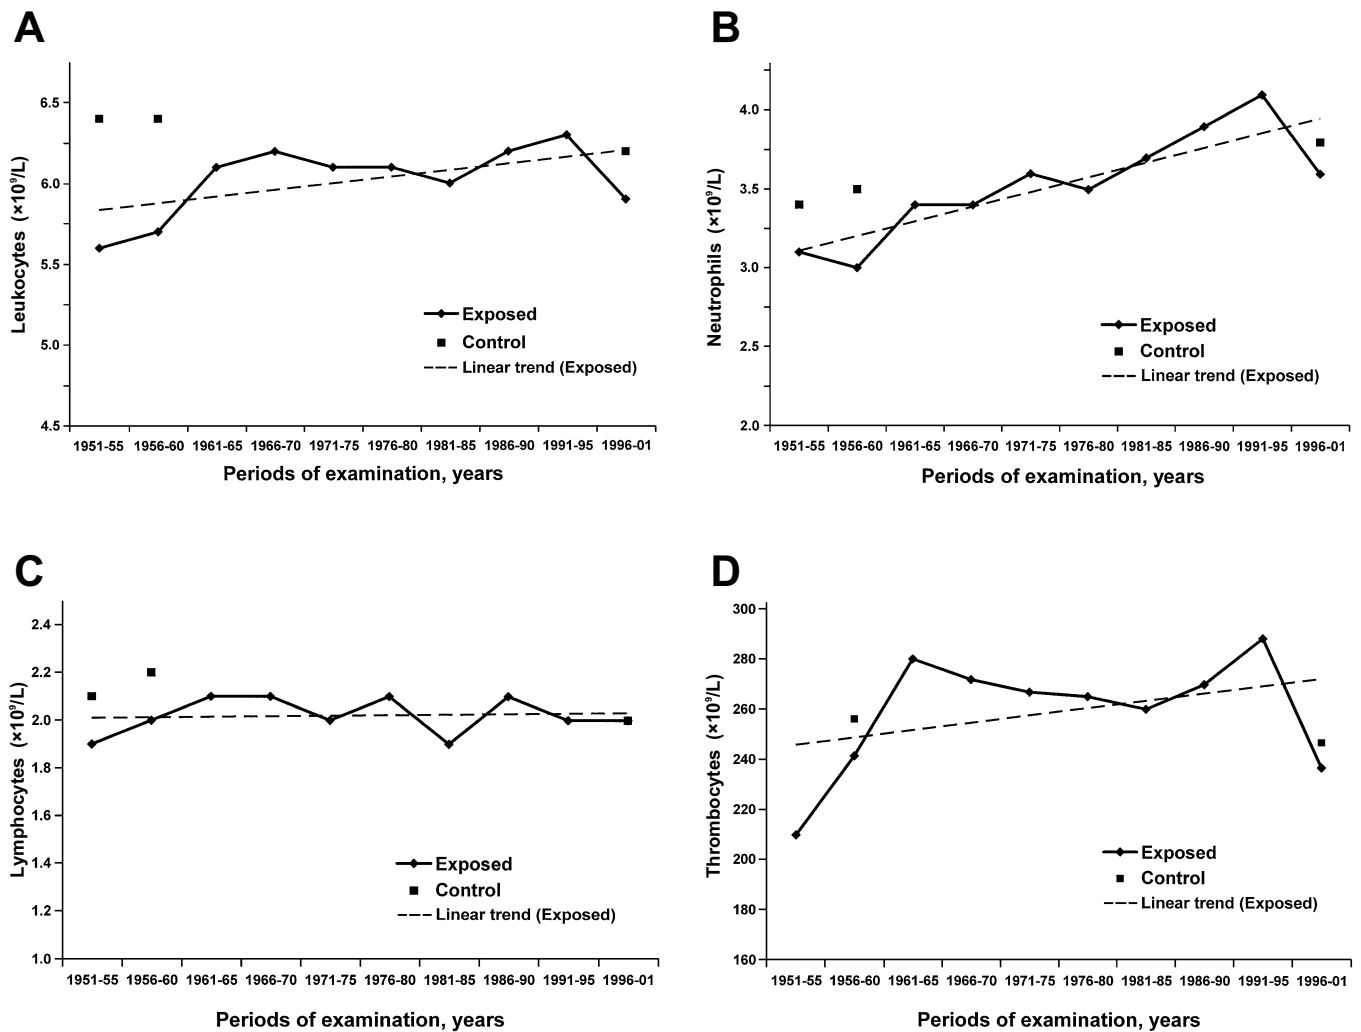 A
Leukocytes (×10⁹/L)
6.5
6.0
5.5
5.0
4.5
Exposed
Control
Linear trend (Exposed)
1951-55 1956-60 1961-65 1966-70 1971-75 1976-80 1981-85 1986-90 1991-95 1996-01
Periods of examination, years
B
Neutrophils (×10⁹/L)
4.0
3.5
3.0
2.5
2.0
Exposed
Control
Linear trend (Exposed)
1951-55 1956-60 1961-65 1966-70 1971-75 1976-80 1981-85 1986-90 1991-95 1996-01
Periods of examination, years
C
Lymphocytes (×10⁹/L)
2.4
2.2
2.0
1.8
1.6
1.4
1.2
1.0
Exposed
Control
Linear trend (Exposed)
1951-55 1956-60 1961-65 1966-70 1971-75 1976-80 1981-85 1986-90 1991-95 1996-01
Periods of examination, years
D
Thrombocytes (×10⁹/L)
300
280
260
240
220
200
180
160
Exposed
Control
Linear trend (Exposed)
1951-55 1956-60 1961-65 1966-70 1971-75 1976-80 1981-85 1986-90 1991-95 1996-01
Periods of examination, years